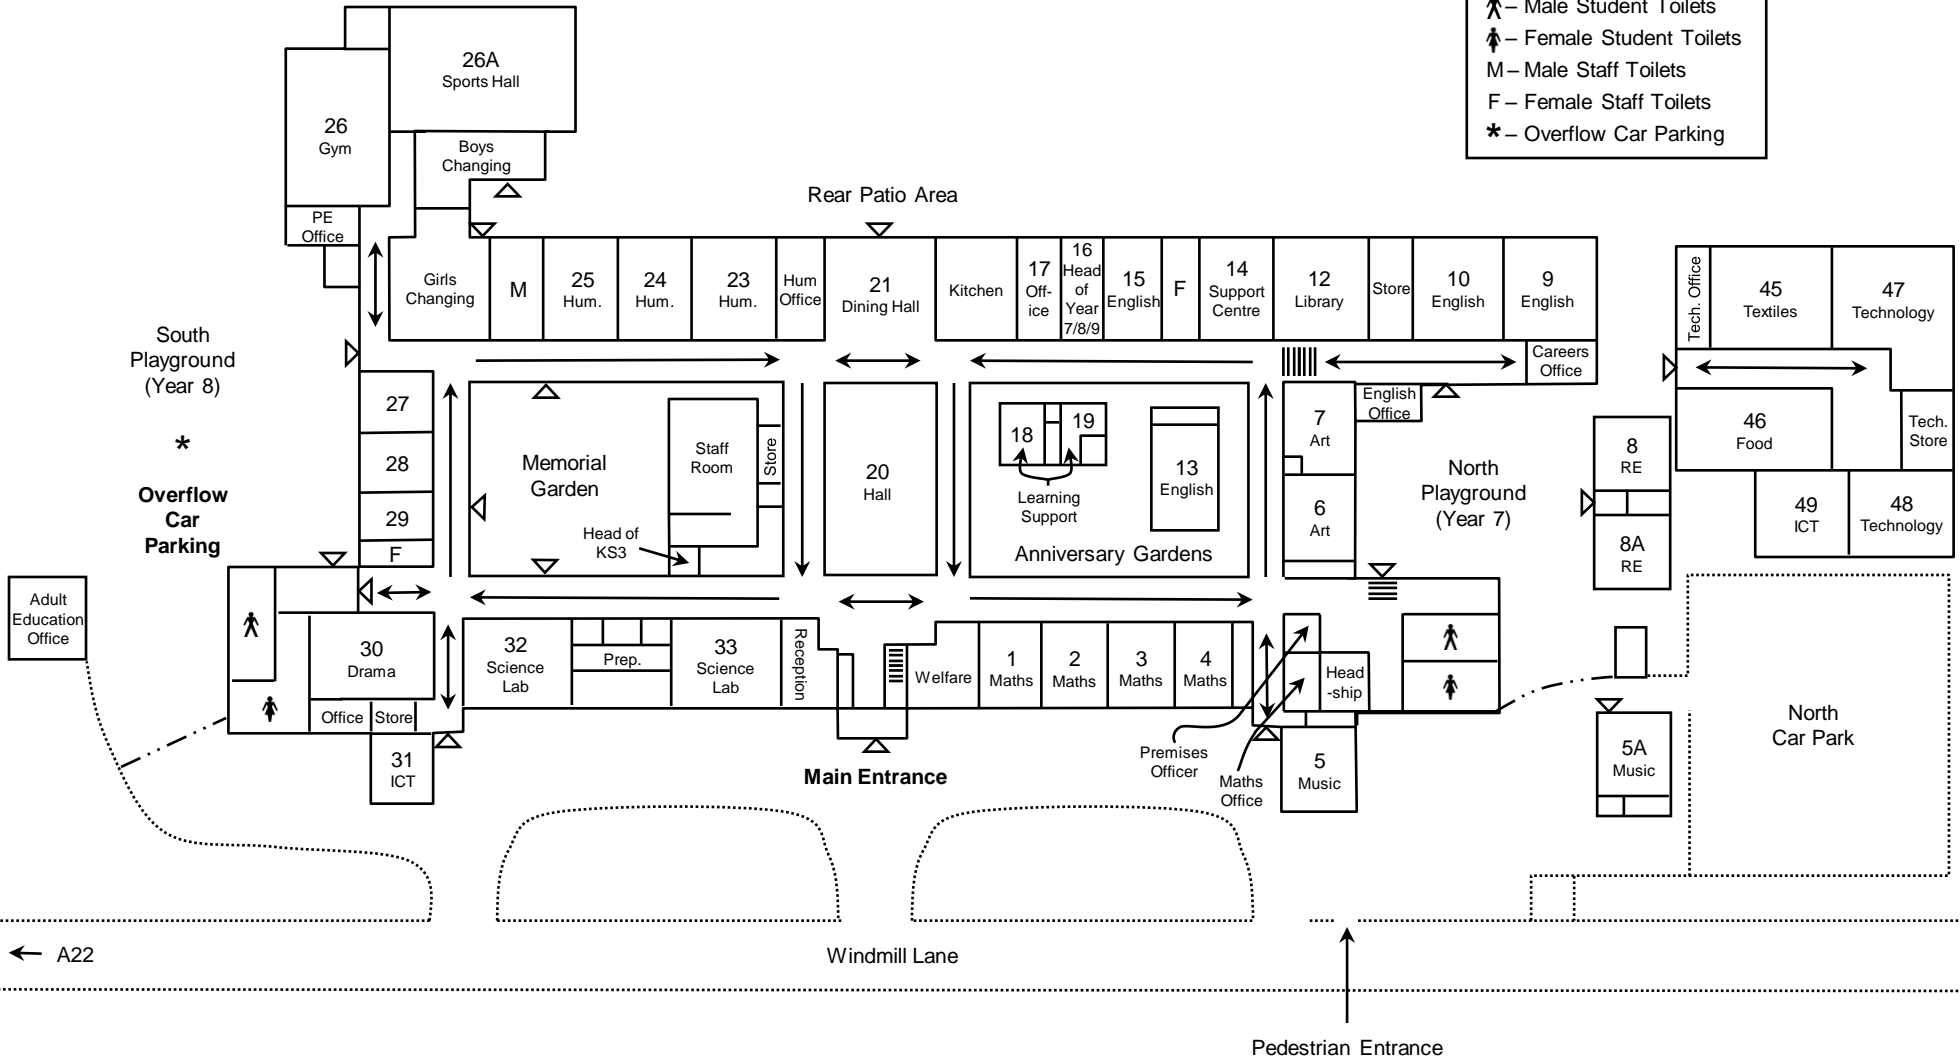 – Male Student Toilets
– Female Student Toilets
M – Male Staff Toilets
F – Female Staff Toilets
* – Overflow Car Parking
26A
Sports Hall
26
Gym
Boys
Changing
PE
Office
Rear Patio Area
Girls
Changing
M
25
Hum.
24
Hum.
23
Hum.
Hum
Office
21
Dining Hall
Kitchen
17
Off-
ice
16
Head
of
Year
7/8/9
15
English
F
14
Support
Centre
12
Library
Store
10
English
9
English
Careers
Office
Tech. Office
45
Textiles
47
Technology
South
Playground
(Year 8)
*
Overflow
Car
Parking
27
28
29
F
Memorial
Garden
Staff
Room
Store
Head of
KS3
20
Hall
18
19
Learning
Support
13
English
Anniversary Gardens
7
Art
6
Art
English
Office
North
Playground
(Year 7)
8
RE
8A
RE
46
Food
Tech.
Store
49
ICT
48
Technology
Adult
Education
Office
30
Drama
Office
Store
31
ICT
32
Science
Lab
Prep.
33
Science
Lab
Reception
Welfare
1
Maths
2
Maths
3
Maths
4
Maths
Head
-ship
Premises
Officer
Maths
Office
5
Music
5A
Music
North
Car Park
Main Entrance
A22
Windmill Lane
Pedestrian Entrance